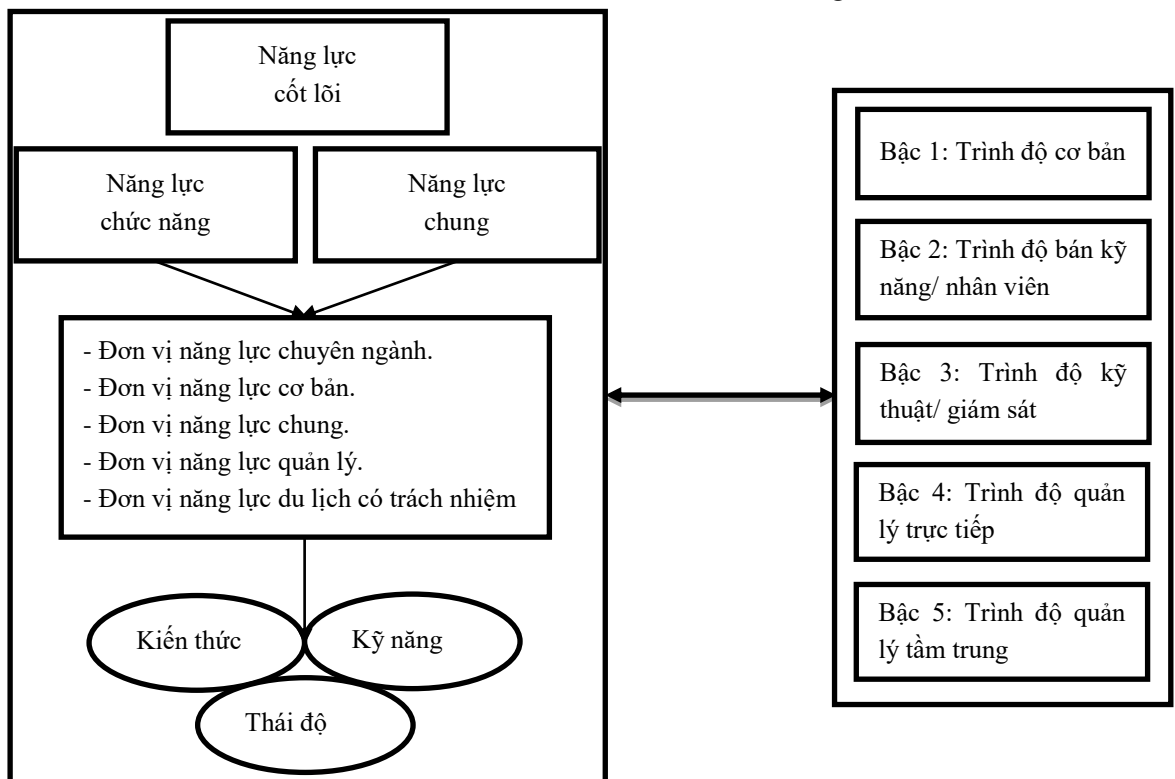 Năng lực
cốt lõi
Năng lực
chức năng
Năng lực
chung
- Đơn vị năng lực chuyên ngành.
- Đơn vị năng lực cơ bản.
- Đơn vị năng lực chung.
- Đơn vị năng lực quản lý.
- Đơn vị năng lực du lịch có trách nhiệm
Kiến thức
Kỹ năng
Thái độ
Bậc 1: Trình độ cơ bản
Bậc 2: Trình độ bán kỹ
năng/ nhân viên
Bậc 3: Trình độ kỹ
thuật/ giám sát
Bậc 4: Trình độ quản
lý trực tiếp
Bậc 5: Trình độ quản
lý tầm trung